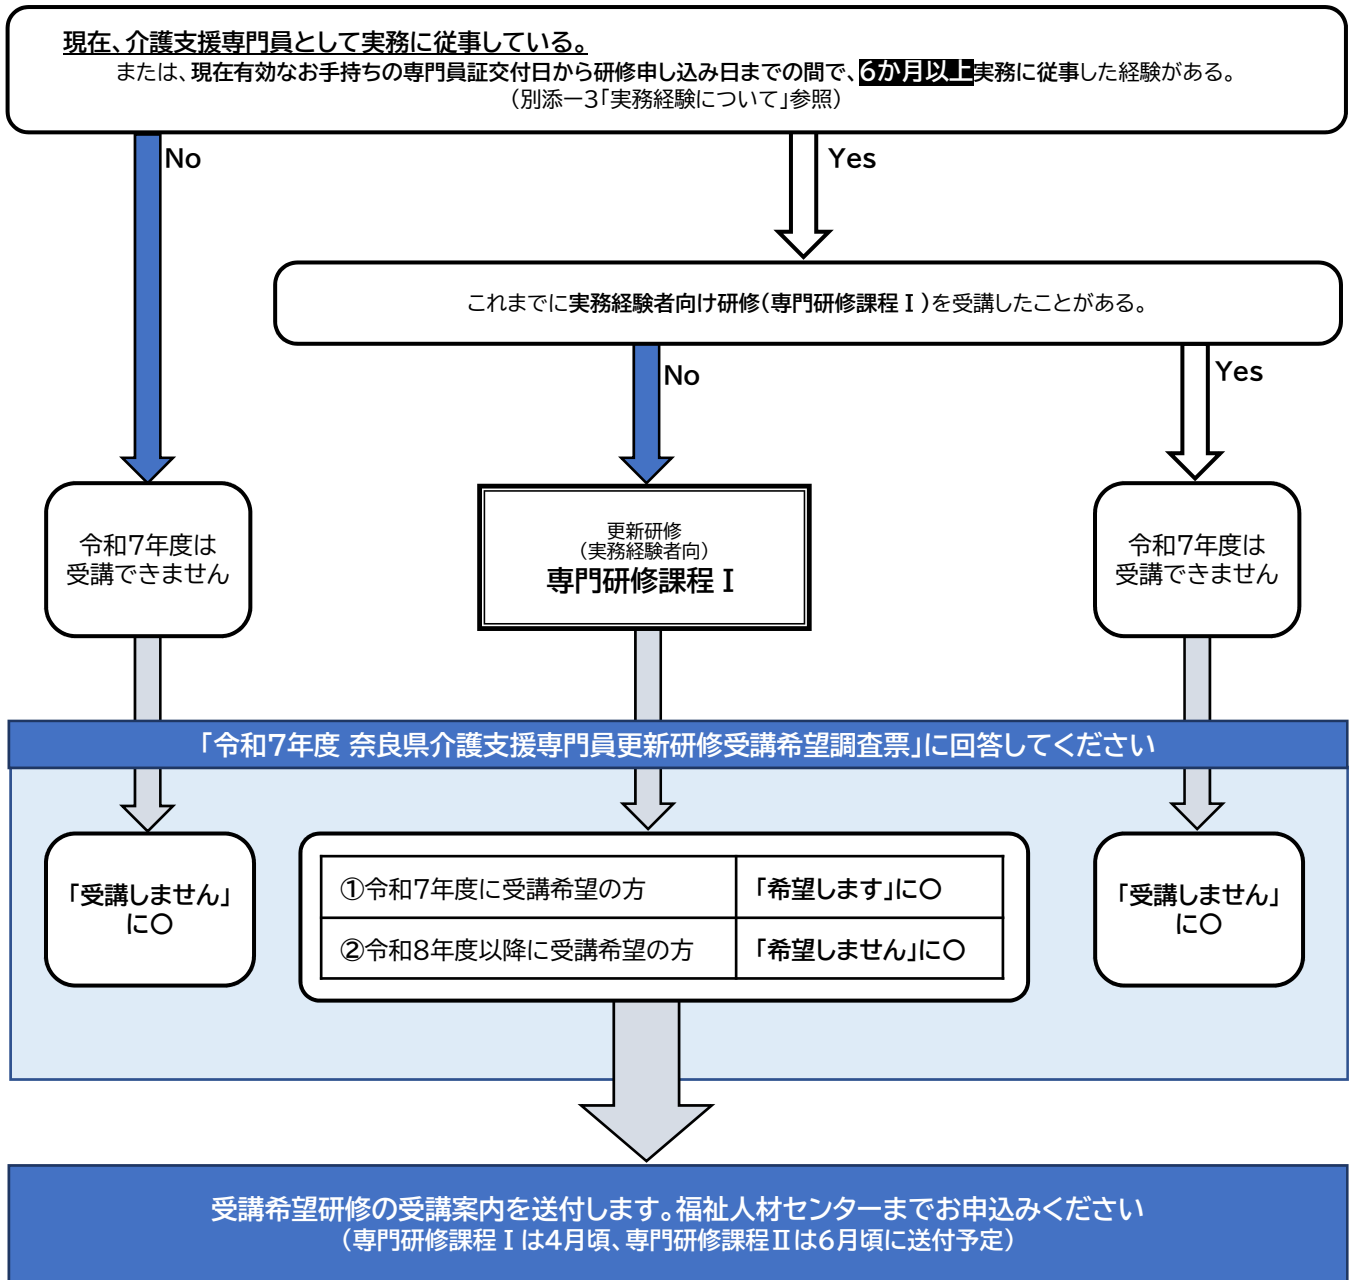 現在、介護支援専門員として実務に従事している。
または、現在有効なお手持ちの専門員証交付日から研修申し込み日までの間で、6か月以上実務に従事した経験がある。
(別添ー3「実務経験について」参照)
No
Yes
これまでに実務経験者向け研修(専門研修課程Ⅰ)を受講したことがある。
No
Yes
令和7年度は
受講できません
更新研修
(実務経験者向)
専門研修課程Ⅰ
令和7年度は
受講できません
「令和7年度 奈良県介護支援専門員更新研修受講希望調査票」に回答してください
「受講しません」
に〇
①令和7年度に受講希望の方
「希望します」に〇
②令和8年度以降に受講希望の方
「希望しません」に〇
「受講しません」
に〇
受講希望研修の受講案内を送付します。福祉人材センターまでお申込みください
(専門研修課程Ⅰは4月頃、専門研修課程Ⅱは6月頃に送付予定)